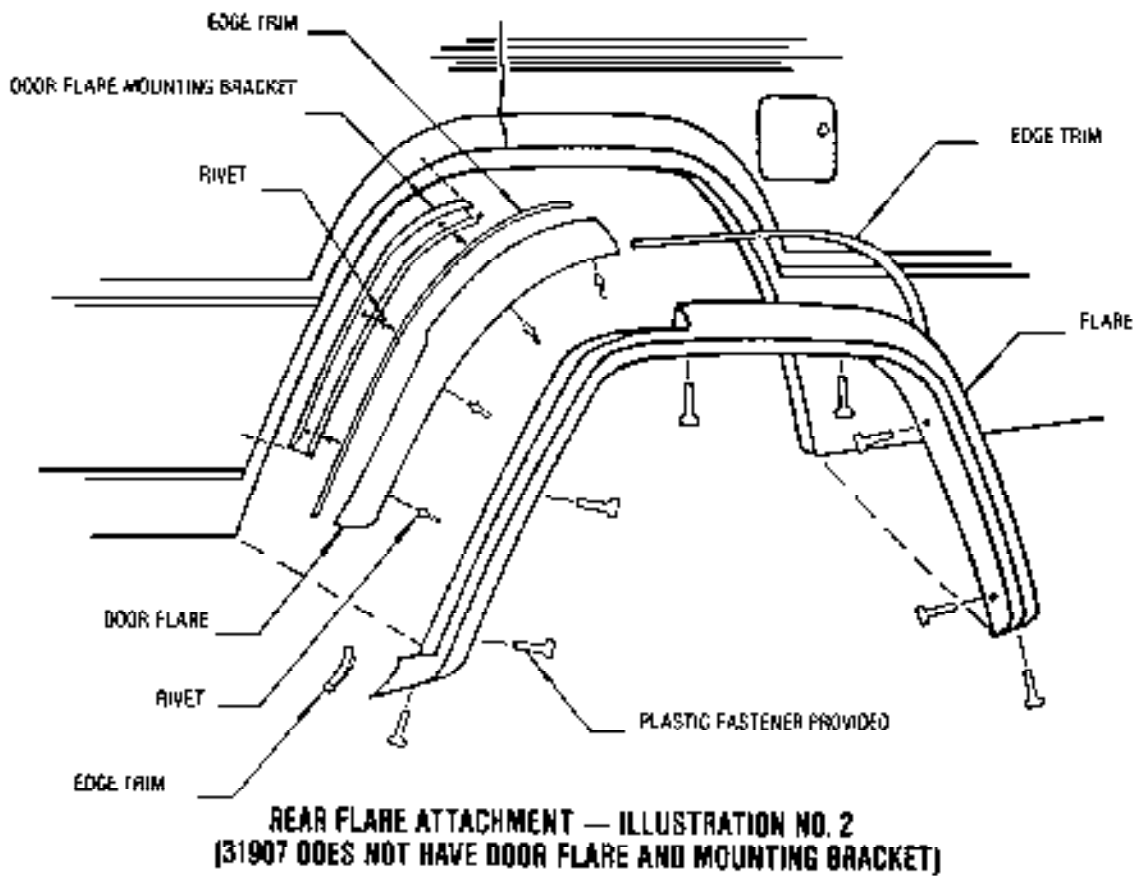 EDGE TRIM
DOOR FLARE MOUNTING BRACKET
EDGE TRIM
RIVET
FLARE
DOOR FLARE
RIVET
PLASTIC FASTENER PROVIDED
EDGE TRIM
REAR FLARE ATTACHMENT — ILLUSTRATION NO. 2
(31907 DOES NOT HAVE DOOR FLARE AND MOUNTING BRACKET)